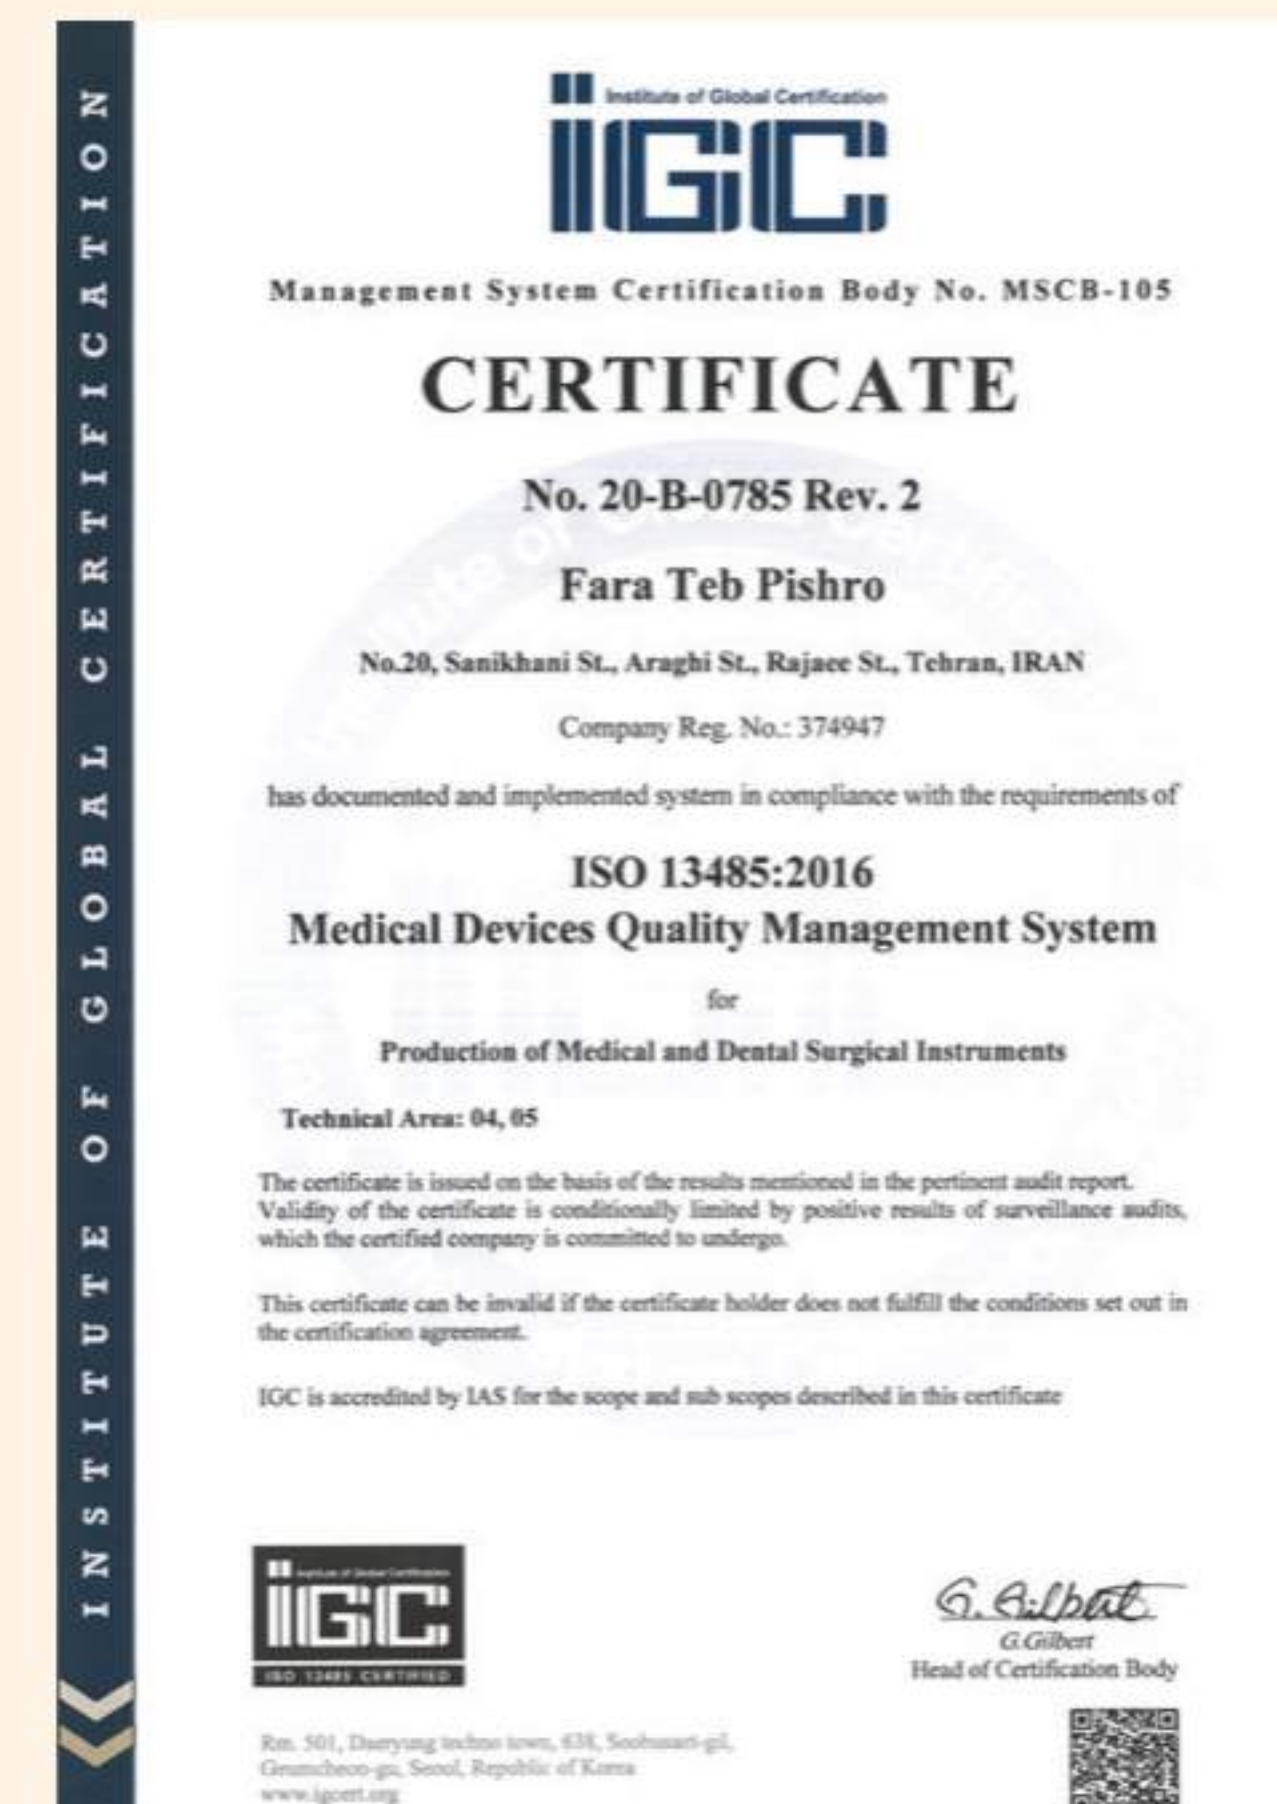 INSTITUTE OF GLOBAL CERTIFICATION
Institute of Global Certification
iGC
Management System Certification Body No. MSCB-105
CERTIFICATE
No. 20-B-0785 Rev. 2
Fara Teb Pishro
No.20, Sanikhani St., Araghi St., Rajaee St., Tehran, IRAN
Company Reg. No.: 374947
has documented and implemented system in compliance with the requirements of
ISO 13485:2016
Medical Devices Quality Management System
for
Production of Medical and Dental Surgical Instruments
Technical Area: 04, 05
The certificate is issued on the basis of the results mentioned in the pertinent audit report.
Validity of the certificate is conditionally limited by positive results of surveillance audits,
which the certified company is committed to undergo.
This certificate can be invalid if the certificate holder does not fulfill the conditions set out in
the certification agreement.
IGC is accredited by IAS for the scope and sub scopes described in this certificate
Institute of Global Certification
iGC
ISO 13485 CERTIFIED
G. Gilbert
G.Gilbert
Head of Certification Body
Rm. 501, techno town, 638,
Geumcheon-gu, Seoul, Republic of Korea
www.igcert.org